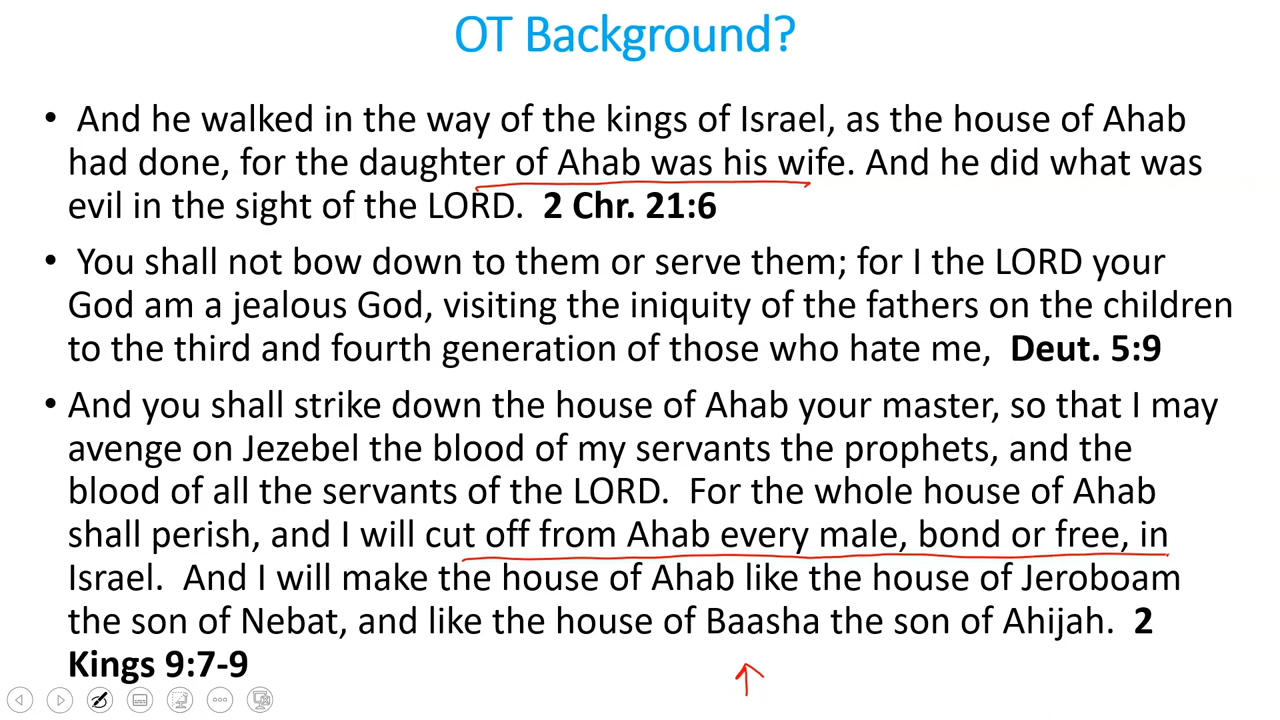 OT Background?
• And he walked in the way of the kings of Israel, as the house of Ahab
had done, for the daughter of Ahab was his wife. And he did what was
evil in the sight of the LORD. 2 Chr. 21:6
• You shall not bow down to them or serve them; for I the LORD your
God am a jealous God, visiting the iniquity of the fathers on the children
to the third and fourth generation of those who hate me, Deut. 5:9
• And you shall strike down the house of Ahab your master, so that I may
avenge on Jezebel the blood of my servants the prophets, and the
blood of all the servants of the LORD. For the whole house of Ahab
shall perish, and I will cut off from Ahab every male, bond or free, in
Israel. And I will make the house of Ahab like the house of Jeroboam
the son of Nebat, and like the house of Baasha the son of Ahijah. 2
Kings 9:7-9